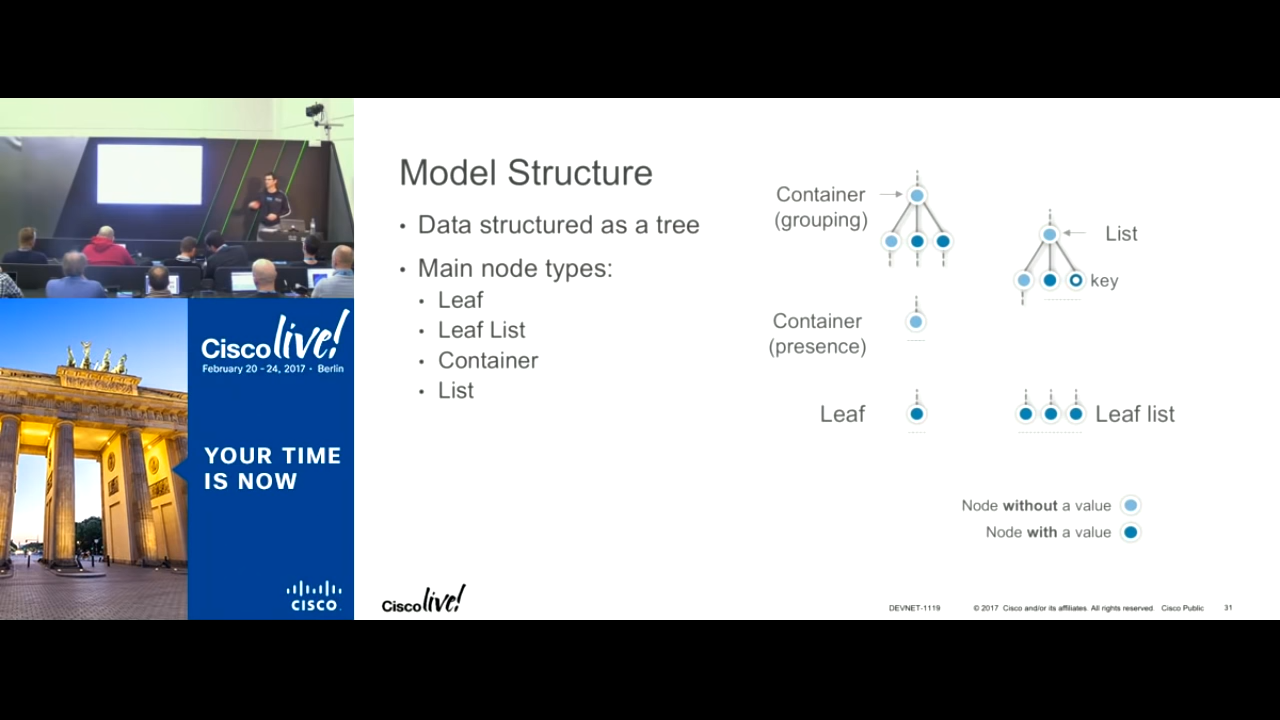 Cisco live!
February 20 - 24, 2017 • Berlin
YOUR TIME
IS NOW
CISCO
Model Structure
• Data structured as a tree
• Main node types:
• Leaf
• Leaf List
• Container
• List
Container
(grouping)
List
key
Container
(presence)
Leaf
Leaf list
Node without a value
Node with a value
Cisco live!
DEVNET-1119
© 2017 Cisco and/or its affiliates. All rights reserved. Cisco Public
31